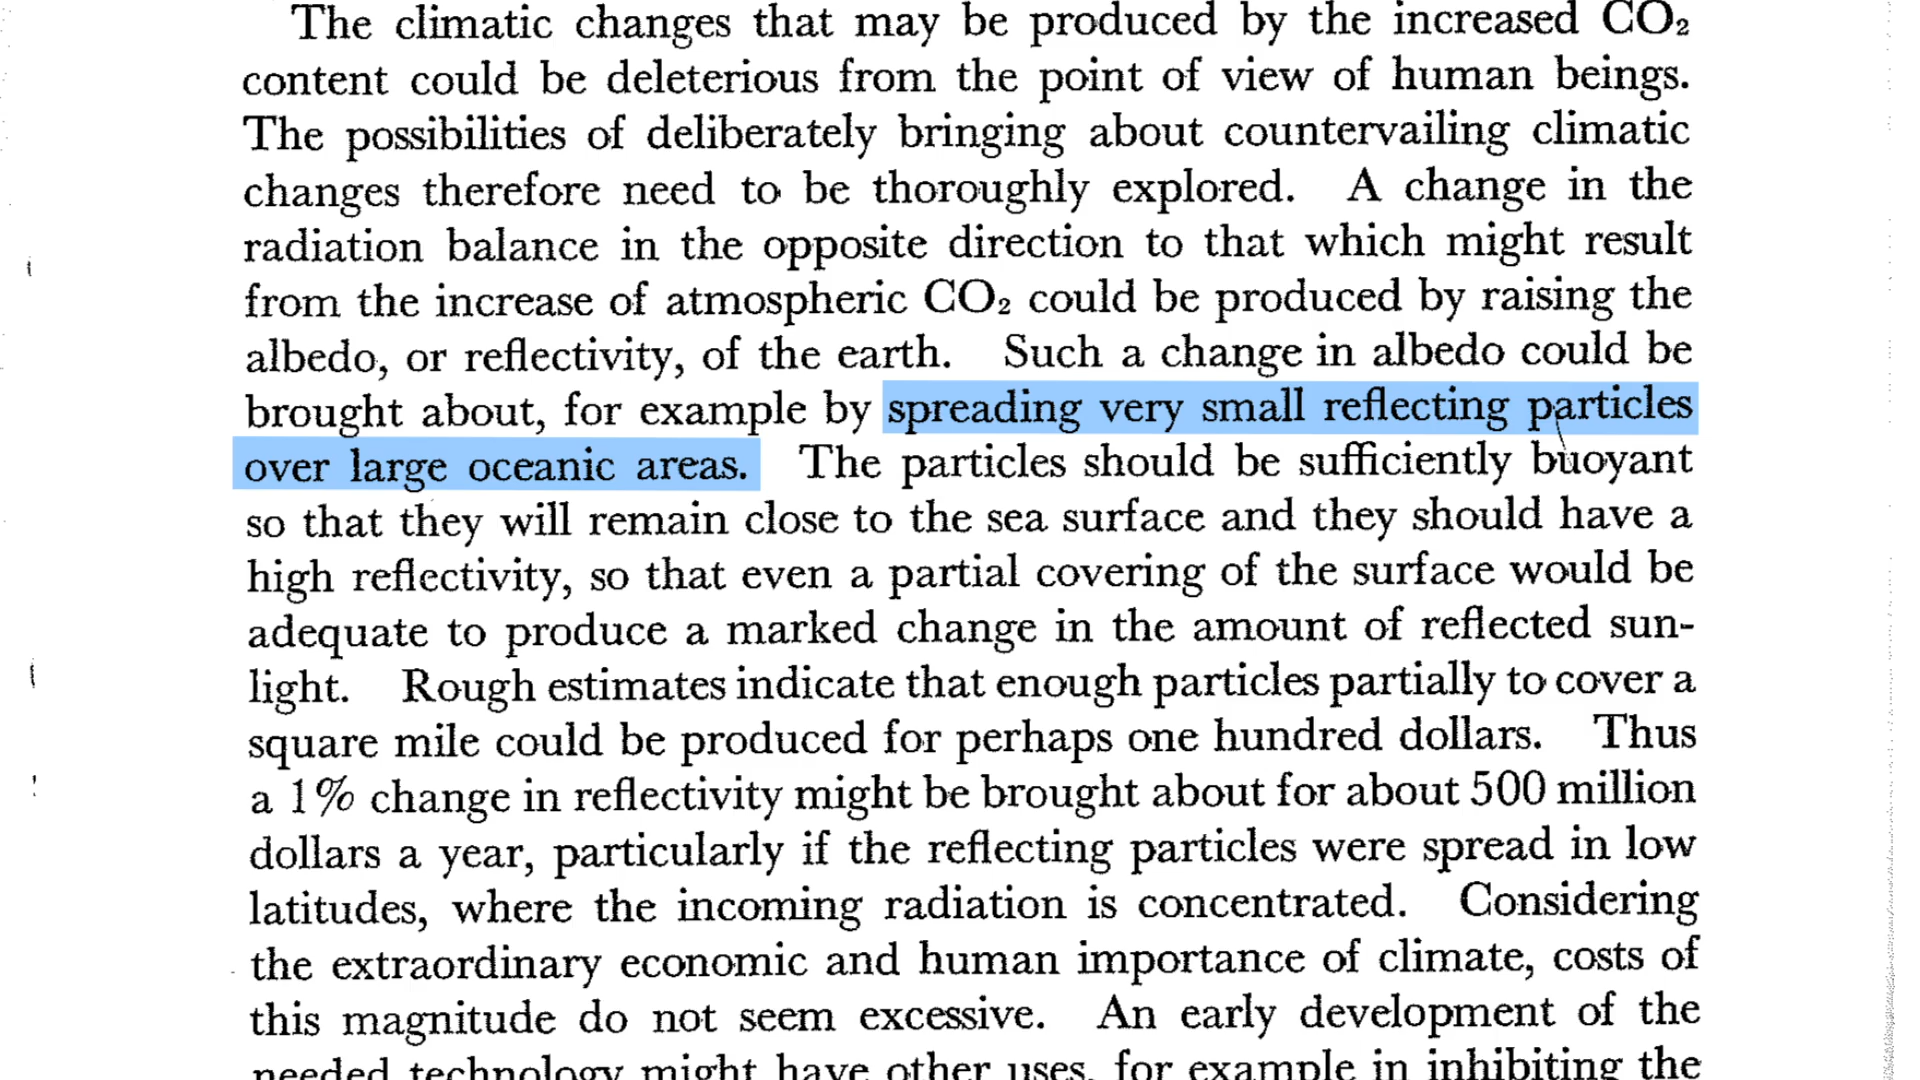 The climatic changes that may be produced by the increased CO₂
content could be deleterious from the point of view of human beings.
The possibilities of deliberately bringing about countervailing climatic
changes therefore need to be thoroughly explored. A change in the
radiation balance in the opposite direction to that which might result
from the increase of atmospheric CO₂ could be produced by raising the
albedo, or reflectivity, of the earth. Such a change in albedo could be
brought about, for example by spreading very small reflecting particles
over large oceanic areas. The particles should be sufficiently buoyant
so that they will remain close to the sea surface and they should have a
high reflectivity, so that even a partial covering of the surface would be
adequate to produce a marked change in the amount of reflected sun-
light. Rough estimates indicate that enough particles partially to cover a
square mile could be produced for perhaps one hundred dollars. Thus
a 1% change in reflectivity might be brought about for about 500 million
dollars a year, particularly if the reflecting particles were spread in low
latitudes, where the incoming radiation is concentrated. Considering
the extraordinary economic and human importance of climate, costs of
this magnitude do not seem excessive. An early development of the
needed technology might have other uses, for example in inhibiting the